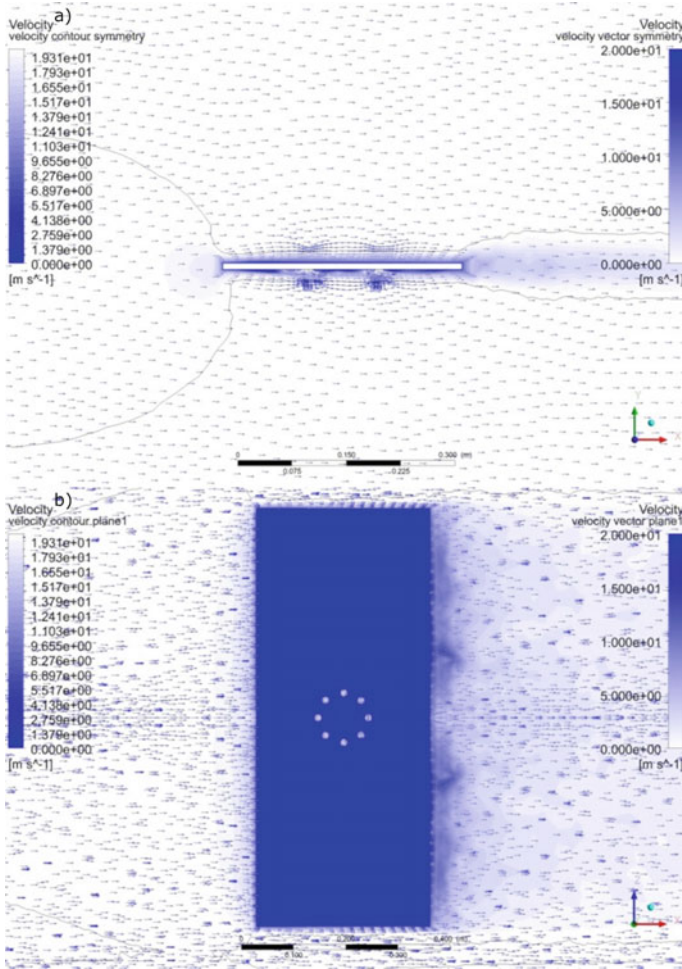 a)
Velocity
velocity contour symmetry
1.931e+01
1.793e+01
1.655e+01
1.517e+01
1.379e+01
1.241e+01
1.103e+01
9.655e+00
8.276e+00
6.897e+00
5.517e+00
4.138e+00
2.759e+00
1.379e+00
0.000e+00
[m s^-1]
Velocity
velocity vector symmetry
2.000e+01
1.500e+01
1.000e+01
5.000e+00
0.000e+00
[m s^-1]
Y
X
0.150
0.300 (m)
0.075
0.225
b)
Velocity
velocity contour plane1
1.931e+01
1.793e+01
1.655e+01
1.517e+01
1.379e+01
1.241e+01
1.103e+01
9.655e+00
8.276e+00
6.897e+00
5.517e+00
4.138e+00
2.759e+00
1.379e+00
0.000e+00
[m s^-1]
Velocity
velocity vector plane1
2.000e+01
1.500e+01
1.000e+01
5.000e+00
0.000e+00
[m s^-1]
0.100
0.300